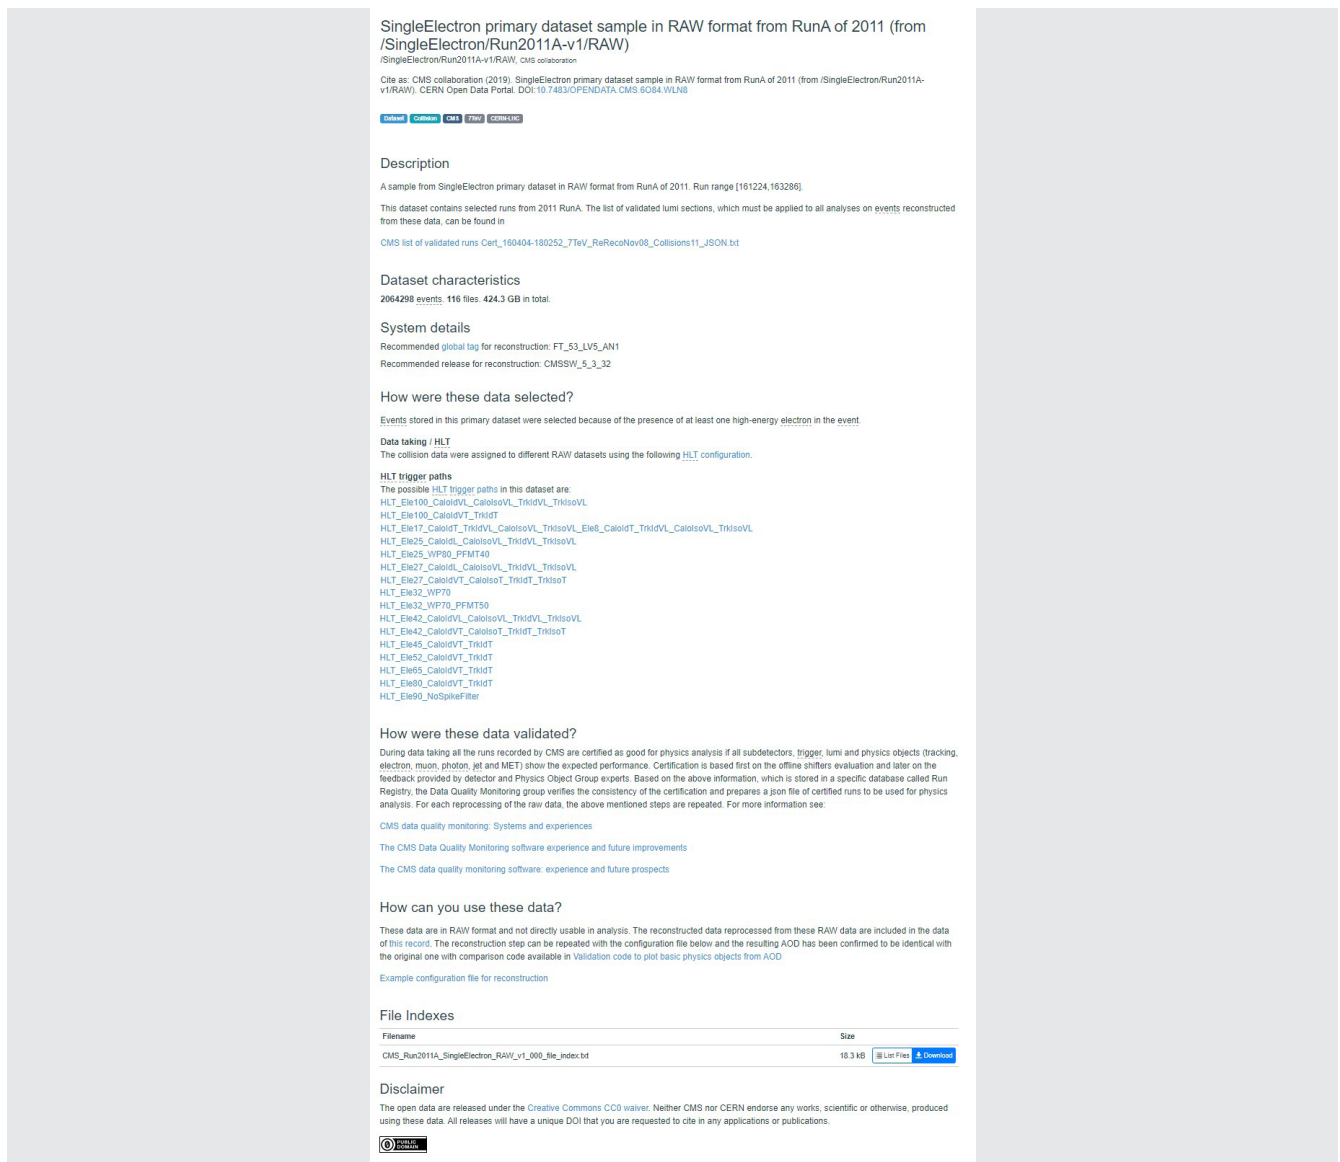 SingleElectron primary dataset sample in RAW format from RunA of 2011 (from
/SingleElectron/Run2011A-v1/RAW)
/SingleElectron/Run2011A-v1/RAW, CMS collaboration
Cite as: CMS collaboration (2019). SingleElectron primary dataset sample in RAW format from RunA of 2011 (from /SingleElectron/Run2011A-
v1/RAW). CERN Open Data Portal. DOI:10.7483/OPENDATA.CMS.6O84.WLN8
Dataset Collision CMS 7TeV CERN-LHC
Description
A sample from SingleElectron primary dataset in RAW format from RunA of 2011. Run range [161224,163286].
This dataset contains selected runs from 2011 RunA. The list of validated lumi sections, which must be applied to all analyses on events reconstructed
from these data, can be found in
CMS list of validated runs Cert_160404-180252_7TeV_ReRecoNov08_Collisions11_JSON.txt
Dataset characteristics
2064298 events. 116 files. 424.3 GB in total.
System details
Recommended global tag for reconstruction: FT_53_LV5_AN1
Recommended release for reconstruction: CMSSW_5_3_32
How were these data selected?
Events stored in this primary dataset were selected because of the presence of at least one high-energy electron in the event.
Data taking / HLT
The collision data were assigned to different RAW datasets using the following HLT configuration.
HLT trigger paths
The possible HLT trigger paths in this dataset are:
HLT_Ele100_CaloIdVL_CaloIsoVL_TrkIdVL_TrkIsoVL
HLT_Ele100_CaloIdVT_TrkIdT
HLT_Ele17_CaloIdT_TrkIdVL_CaloIsoVL_TrkIsoVL_Ele8_CaloIdT_TrkIdVL_CaloIsoVL_TrkIsoVL
HLT_Ele25_CaloIdL_CaloIsoVL_TrkIdVL_TrkIsoVL
HLT_Ele25_WP80_PFMT40
HLT_Ele27_CaloIdL_CaloIsoVL_TrkIdVL_TrkIsoVL
HLT_Ele27_CaloIdVT_CaloIsoT_TrkIdT_TrkIsoT
HLT_Ele32_WP70
HLT_Ele32_WP70_PFMT50
HLT_Ele42_CaloIdVL_CaloIsoVL_TrkIdVL_TrkIsoVL
HLT_Ele42_CaloIdVT_CaloIsoT_TrkIdT_TrkIsoT
HLT_Ele45_CaloIdVT_TrkIdT
HLT_Ele52_CaloIdVT_TrkIdT
HLT_Ele65_CaloIdVT_TrkIdT
HLT_Ele80_CaloIdVT_TrkIdT
HLT_Ele90_NoSpikeFilter
How were these data validated?
During data taking all the runs recorded by CMS are certified as good for physics analysis if all subdetectors, trigger, lumi and physics objects (tracking,
electron, muon, photon, jet and MET) show the expected performance. Certification is based first on the offline shifters evaluation and later on the
feedback provided by detector and Physics Object Group experts. Based on the above information, which is stored in a specific database called Run
Registry, the Data Quality Monitoring group verifies the consistency of the certification and prepares a json file of certified runs to be used for physics
analysis. For each reprocessing of the raw data, the above mentioned steps are repeated. For more information see:
CMS data quality monitoring: Systems and experiences
The CMS Data Quality Monitoring software experience and future improvements
The CMS data quality monitoring software: experience and future prospects
How can you use these data?
These data are in RAW format and not directly usable in analysis. The reconstructed data reprocessed from these RAW data are included in the data
of this record. The reconstruction step can be repeated with the configuration file below and the resulting AOD has been confirmed to be identical with
the original one with comparison code available in Validation code to plot basic physics objects from AOD
Example configuration file for reconstruction
File Indexes
Filename Size
CMS_Run2011A_SingleElectron_RAW_v1_000_file_index.txt 18.3 kB List Files Download
Disclaimer
The open data are released under the Creative Commons CC0 waiver. Neither CMS nor CERN endorse any works, scientific or otherwise, produced
using these data. All releases will have a unique DOI that you are requested to cite in any applications or publications.
0 PUBLIC
DOMAIN